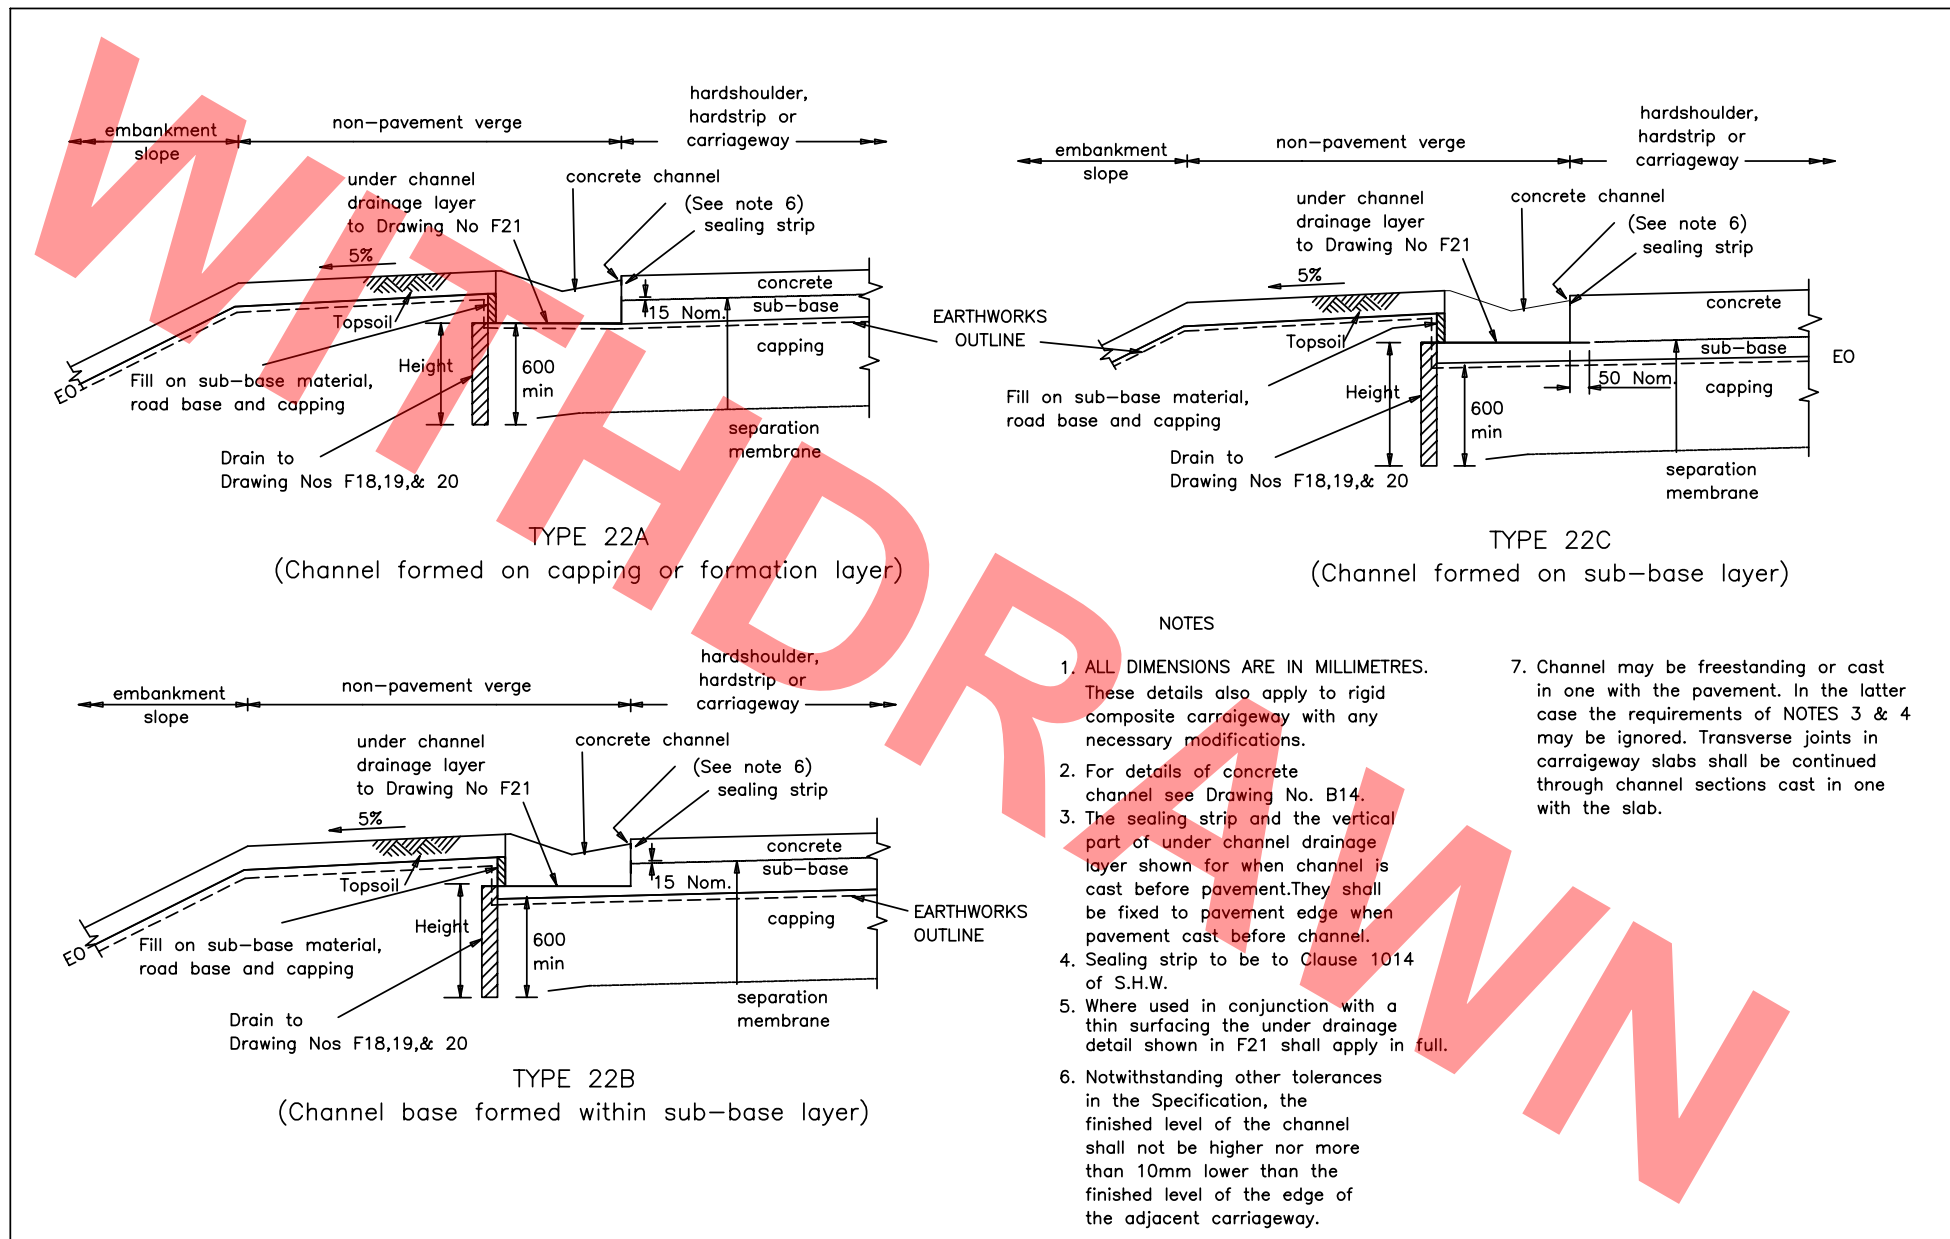 hardshoulder,
hardstrip or
carriageway
embankment
slope
non-pavement verge
under channel
drainage layer
to Drawing No F21
concrete channel
(See note 6)
sealing strip
5%
concrete
sub-base
15 Nom.
Topsoil
capping
Height
600
min
EO
Fill on sub-base material,
road base and capping
separation
membrane
Drain to
Drawing Nos F18,19,& 20
EARTHWORKS
OUTLINE
TYPE 22A
(Channel formed on capping or formation layer)
hardshoulder,
hardstrip or
carriageway
embankment
slope
non-pavement verge
under channel
drainage layer
to Drawing No F21
concrete channel
(See note 6)
sealing strip
5%
concrete
Topsoil
sub-base
EO
50 Nom.
capping
Height
600
min
Fill on sub-base material,
road base and capping
Drain to
Drawing Nos F18,19,& 20
separation
membrane
TYPE 22C
(Channel formed on sub-base layer)
hardshoulder,
hardstrip or
carriageway
embankment
slope
non-pavement verge
under channel
drainage layer
to Drawing No F21
concrete channel
(See note 6)
sealing strip
5%
concrete
sub-base
15 Nom.
Topsoil
capping
Height
600
min
EO
Fill on sub-base material,
road base and capping
separation
membrane
Drain to
Drawing Nos F18,19,& 20
EARTHWORKS
OUTLINE
TYPE 22B
(Channel base formed within sub-base layer)
NOTES
1. ALL DIMENSIONS ARE IN MILLIMETRES.
These details also apply to rigid
composite carraigeway with any
necessary modifications.
2. For details of concrete
channel see Drawing No. B14.
3. The sealing strip and the vertical
part of under channel drainage
layer shown for when channel is
cast before pavement.They shall
be fixed to pavement edge when
pavement cast before channel.
4. Sealing strip to be to Clause 1014
of S.H.W.
5. Where used in conjunction with a
thin surfacing the under drainage
detail shown in F21 shall apply in full.
6. Notwithstanding other tolerances
in the Specification, the
finished level of the channel
shall not be higher nor more
than 10mm lower than the
finished level of the edge of
the adjacent carriageway.
7. Channel may be freestanding or cast
in one with the pavement. In the latter
case the requirements of NOTES 3 & 4
may be ignored. Transverse joints in
carraigeway slabs shall be continued
through channel sections cast in one
with the slab.
WITHDRAWN